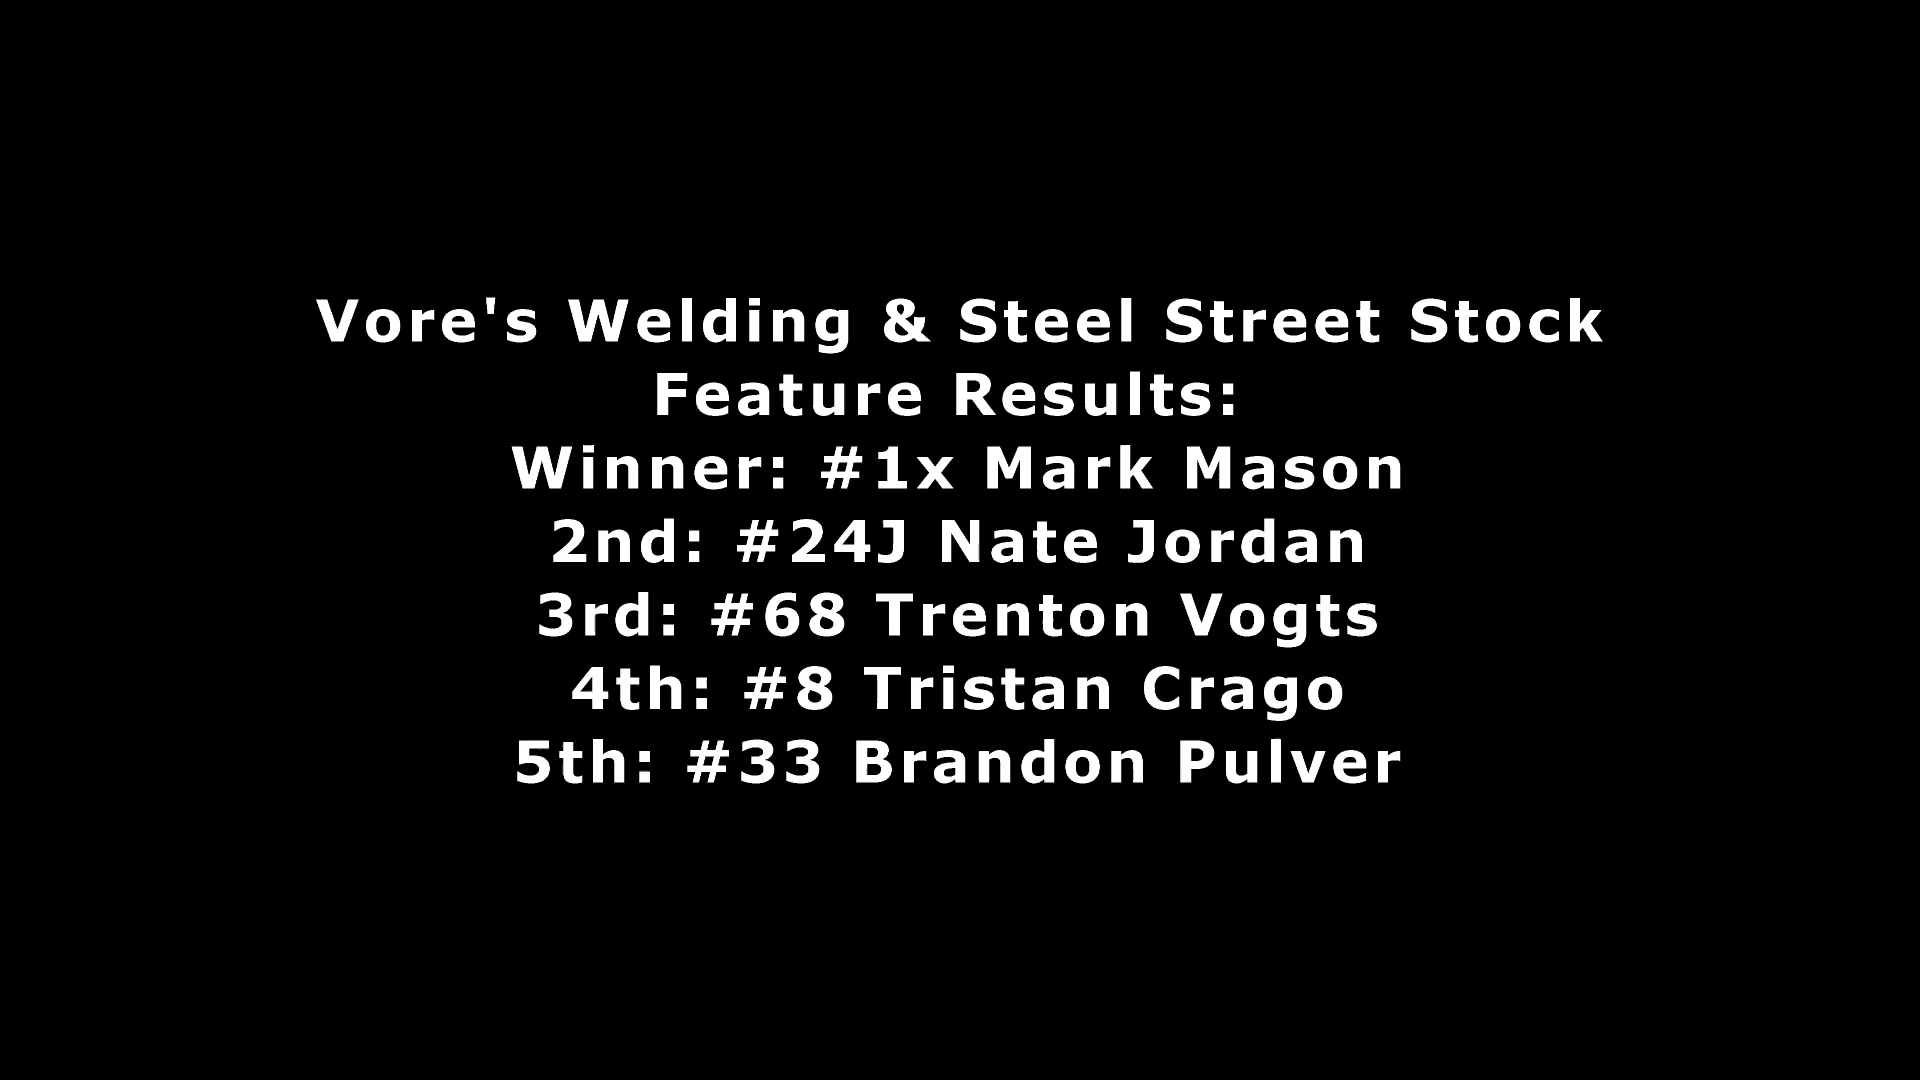 Vore's Welding & Steel Street Stock
Feature Results:
Winner: #1x Mark Mason
2nd: #24J Nate Jordan
3rd: #68 Trenton Vogts
4th: #8 Tristan Crago
5th: #33 Brandon Pulver